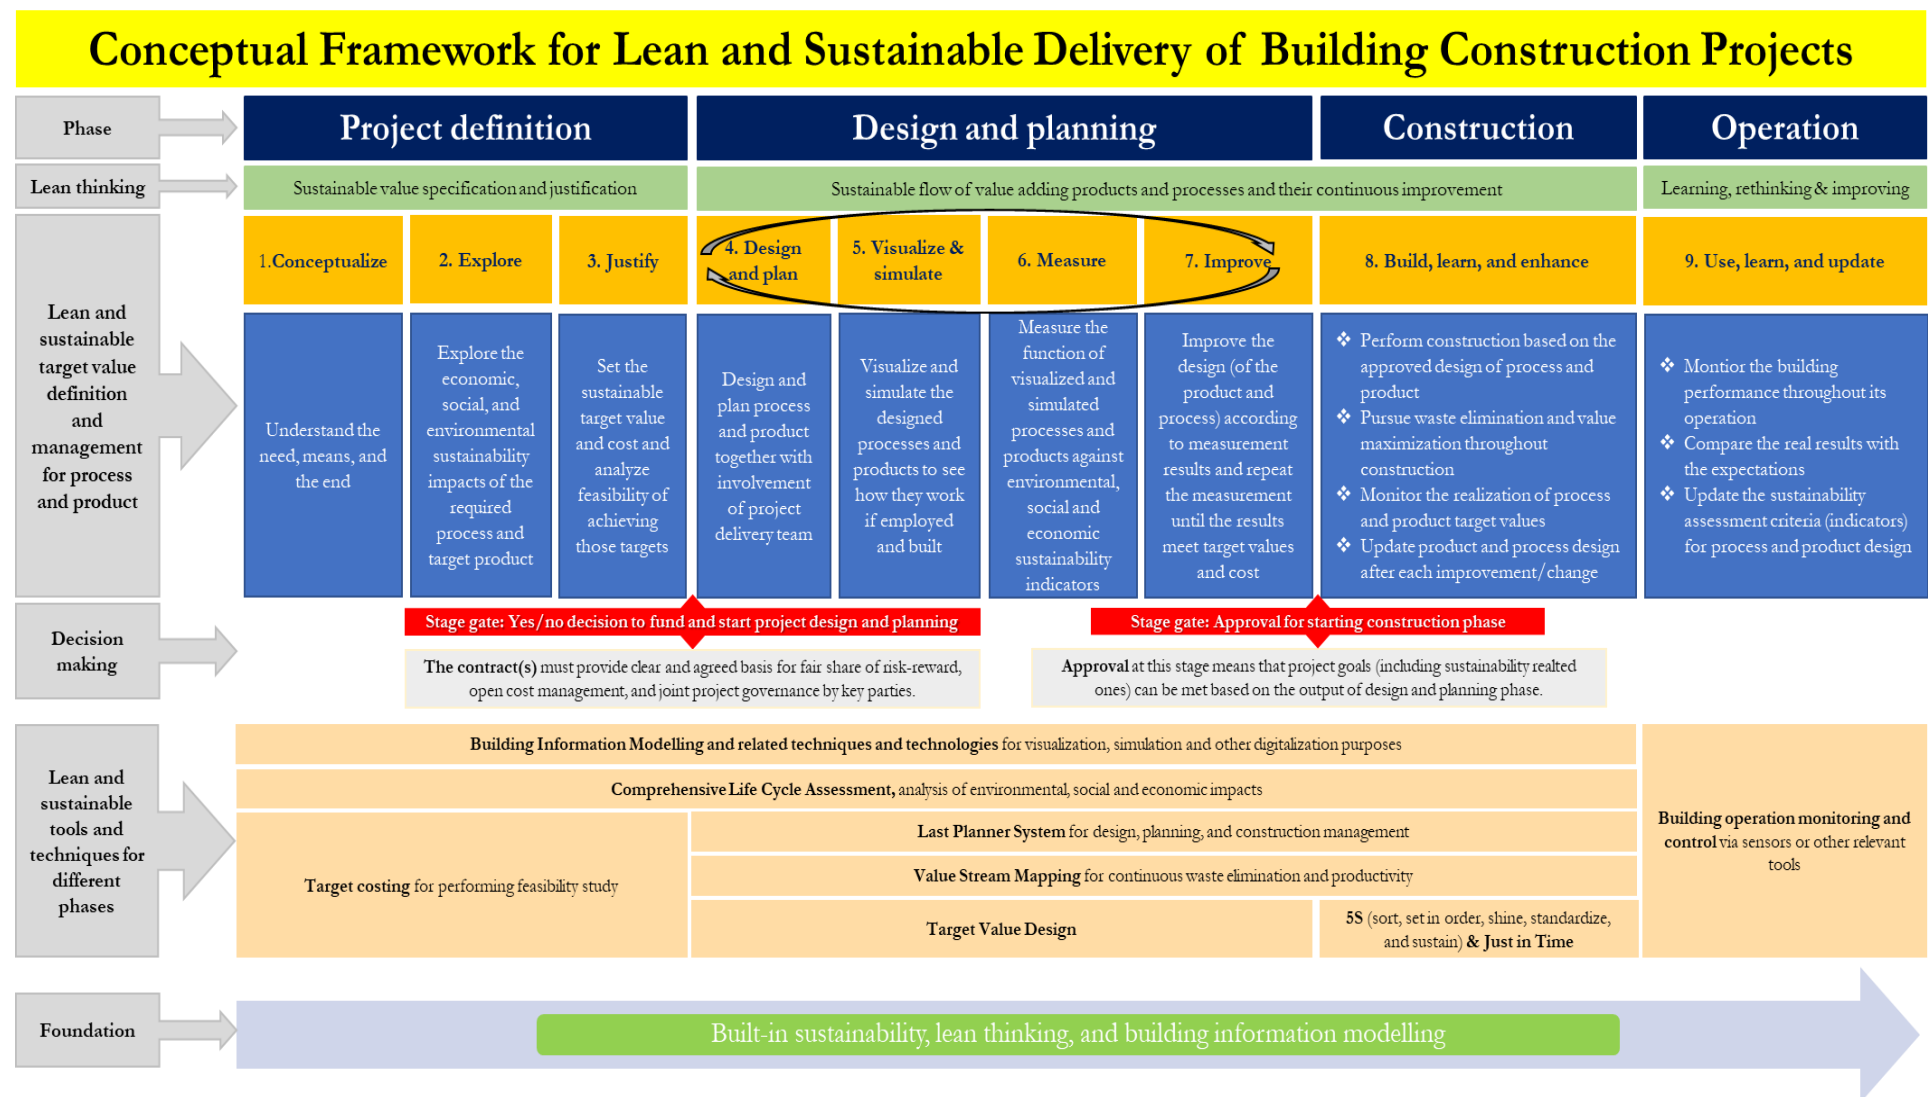 Conceptual Framework for Lean and Sustainable Delivery of Building Construction Projects
Phase
Project definition
Design and planning
Construction
Operation
Lean thinking
Sustainable value specification and justification
Sustainable flow of value adding products and processes and their continuous improvement
Learning, rethinking & improving
Lean and
sustainable
target value
definition
and
management
for process
and product
1.Conceptualize
2. Explore
3. Justify
4. Design
and plan
5. Visualize &
simulate
6. Measure
7. Improve
8. Build, learn, and enhance
9. Use, learn, and update
Understand the
need, means, and
the end
Explore the
economic,
social, and
environmental
sustainability
impacts of the
required
process and
target product
Set the
sustainable
target value
and cost and
analyze
feasibility of
achieving
those targets
Design and
plan process
and product
together with
involvement
of project
delivery team
Visualize and
simulate the
designed
processes and
products to see
how they work
if employed
and built
Measure the
function of
visualized and
simulated
processes and
products against
environmental,
social and
economic
sustainability
indicators
Improve the
design (of the
product and
process) according
to measurement
results and repeat
the measurement
until the results
meet target values
and cost
❖ Perform construction based on the
approved design of process and
product
❖ Pursue waste elimination and value
maximization throughout
construction
❖ Monitor the realization of process
and product target values
❖ Update product and process design
after each improvement/change
❖ Montior the building
performance throughout its
operation
❖ Compare the real results with
the expectations
❖ Update the sustainability
assessment criteria (indicators)
for process and product design
Decision
making
Stage gate: Yes/no decision to fund and start project design and planning
The contract(s) must provide clear and agreed basis for fair share of risk-reward,
open cost management, and joint project governance by key parties.
Stage gate: Approval for starting construction phase
Approval at this stage means that project goals (including sustainability realted
ones) can be met based on the output of design and planning phase.
Lean and
sustainable
tools and
techniques for
different
phases
Building Information Modelling and related techniques and technologies for visualization, simulation and other digitalization purposes
Comprehensive Life Cycle Assessment, analysis of environmental, social and economic impacts
Target costing for performing feasibility study
Last Planner System for design, planning, and construction management
Value Stream Mapping for continuous waste elimination and productivity
Target Value Design
5S (sort, set in order, shine, standardize,
and sustain) & Just in Time
Building operation monitoring and
control via sensors or other relevant
tools
Foundation
Built-in sustainability, lean thinking, and building information modelling